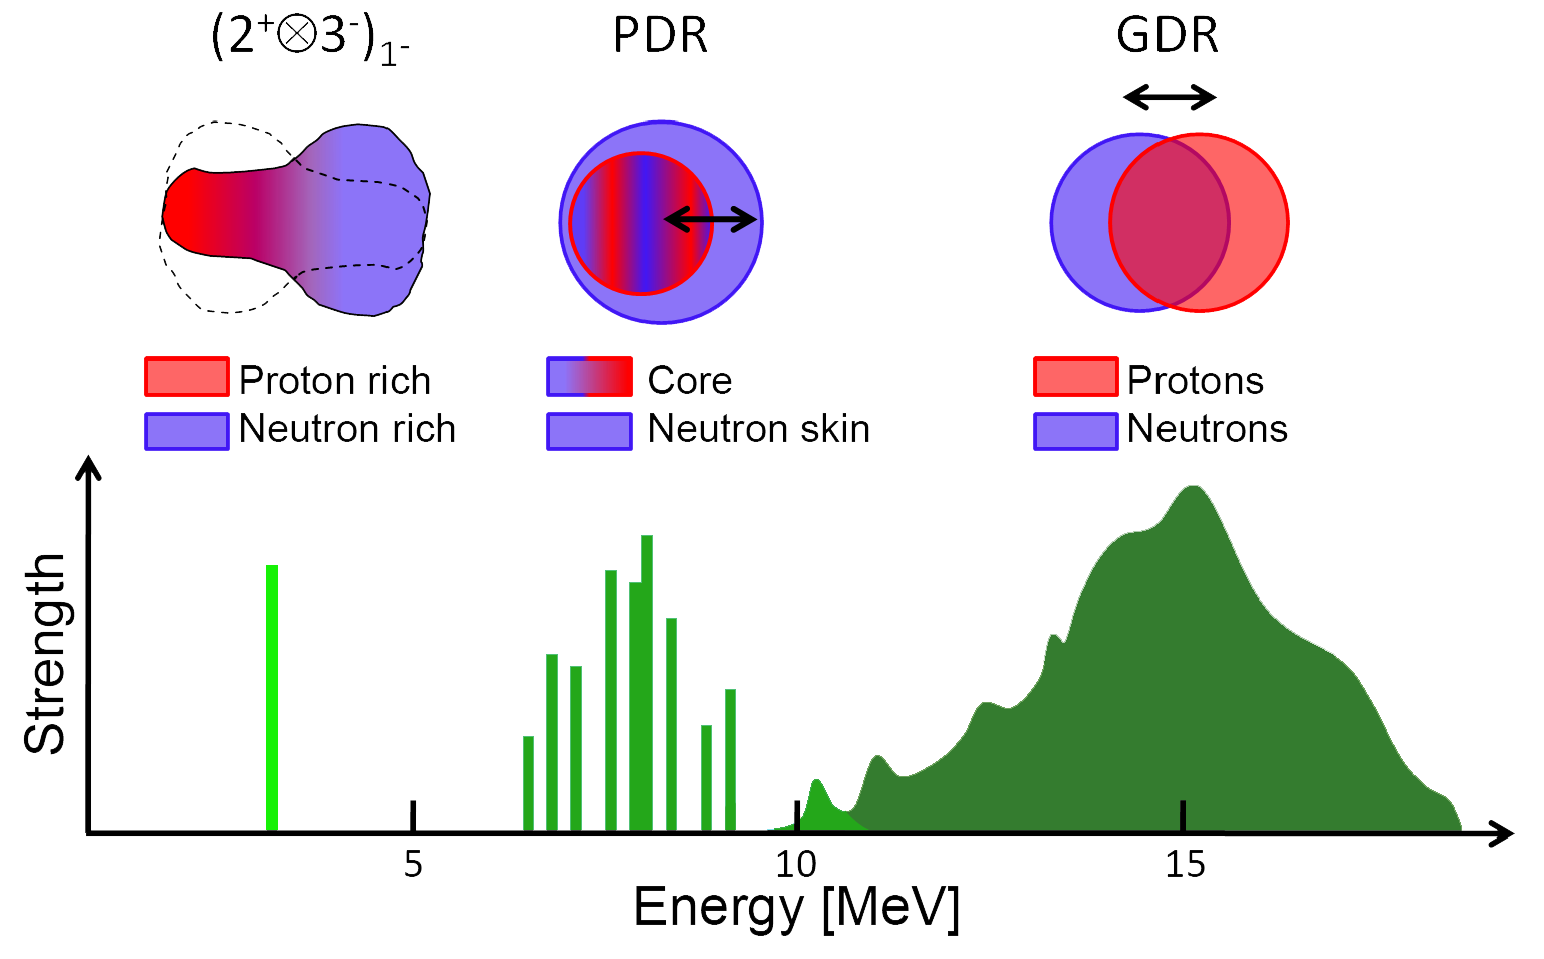 (2⁺⊗3⁻)₁⁻
PDR
GDR
Proton rich
Neutron rich
Core
Neutron skin
Protons
Neutrons
Strength
5
10
15
Energy [MeV]